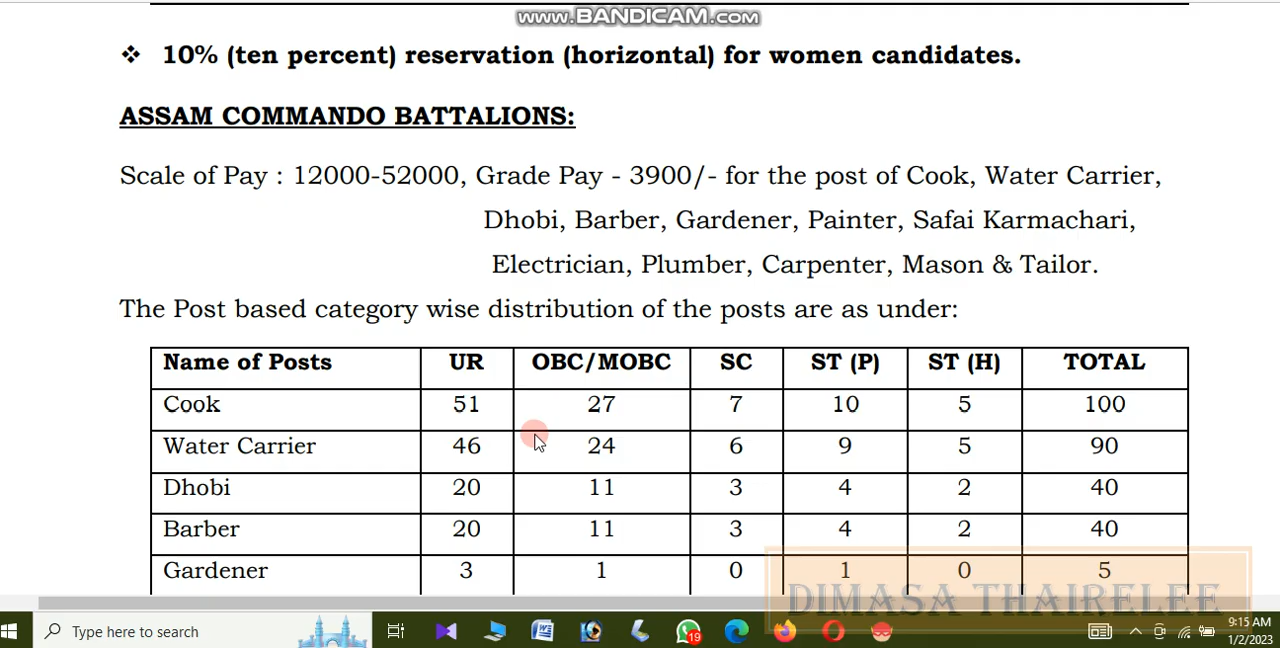 www.BANDICAM.com
❖ 10% (ten percent) reservation (horizontal) for women candidates.
ASSAM COMMANDO BATTALIONS:
Scale of Pay : 12000-52000, Grade Pay - 3900/- for the post of Cook, Water Carrier,
Dhobi, Barber, Gardener, Painter, Safai Karmachari,
Electrician, Plumber, Carpenter, Mason & Tailor.
The Post based category wise distribution of the posts are as under:
Name of Posts UR OBC/MOBC SC ST (P) ST (H) TOTAL
Cook 51 27 7 10 5 100
Water Carrier 46 24 6 9 5 90
Dhobi 20 11 3 4 2 40
Barber 20 11 3 4 2 40
Gardener 3 1 0 1 0 5
DIMASA THAIRELEE
Type here to search
19
9:15 AM
1/2/2023